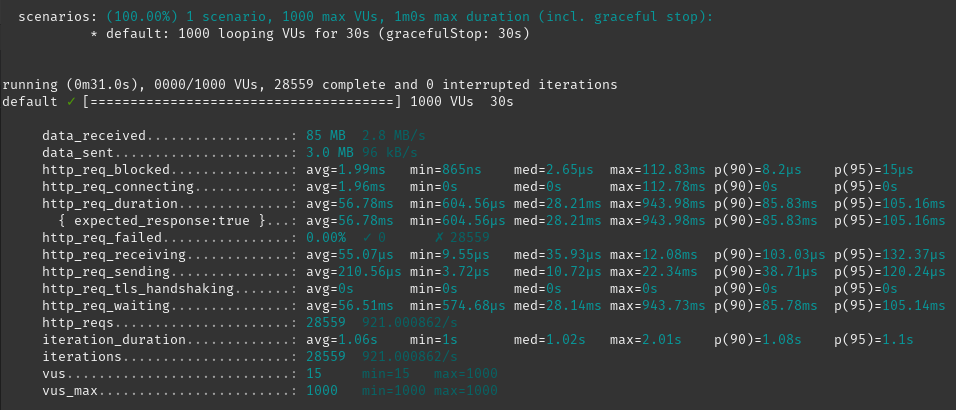 scenarios: (100.00%) 1 scenario, 1000 max VUs, 1m0s max duration (incl. graceful stop):
* default: 1000 looping VUs for 30s (gracefulStop: 30s)
running (0m31.0s), 0000/1000 VUs, 28559 complete and 0 interrupted iterations
default ✓ [======================================] 1000 VUs  30s
data_received..................: 85 MB  2.8 MB/s
data_sent......................: 3.0 MB 96 kB/s
http_req_blocked...............: avg=1.99ms   min=865ns    med=2.65µs   max=112.83ms p(90)=8.2µs    p(95)=15µs
http_req_connecting............: avg=1.96ms   min=0s       med=0s       max=112.78ms p(90)=0s       p(95)=0s
http_req_duration..............: avg=56.78ms  min=604.56µs med=28.21ms  max=943.98ms p(90)=85.83ms  p(95)=105.16ms
{ expected_response:true }...: avg=56.78ms  min=604.56µs med=28.21ms  max=943.98ms p(90)=85.83ms  p(95)=105.16ms
http_req_failed................: 0.00%  ✓ 0      ✗ 28559
http_req_receiving.............: avg=55.07µs  min=9.55µs   med=35.93µs  max=12.08ms  p(90)=103.03µs p(95)=132.37µs
http_req_sending...............: avg=210.56µs min=3.72µs   med=10.72µs  max=22.34ms  p(90)=38.71µs  p(95)=120.24µs
http_req_tls_handshaking.......: avg=0s       min=0s       med=0s       max=0s       p(90)=0s       p(95)=0s
http_req_waiting...............: avg=56.51ms  min=574.68µs med=28.14ms  max=943.73ms p(90)=85.78ms  p(95)=105.14ms
http_reqs......................: 28559  921.000862/s
iteration_duration.............: avg=1.06s    min=1s       med=1.02s    max=2.01s    p(90)=1.08s    p(95)=1.1s
iterations.....................: 28559  921.000862/s
vus............................: 15     min=15   max=1000
vus_max........................: 1000   min=1000 max=1000